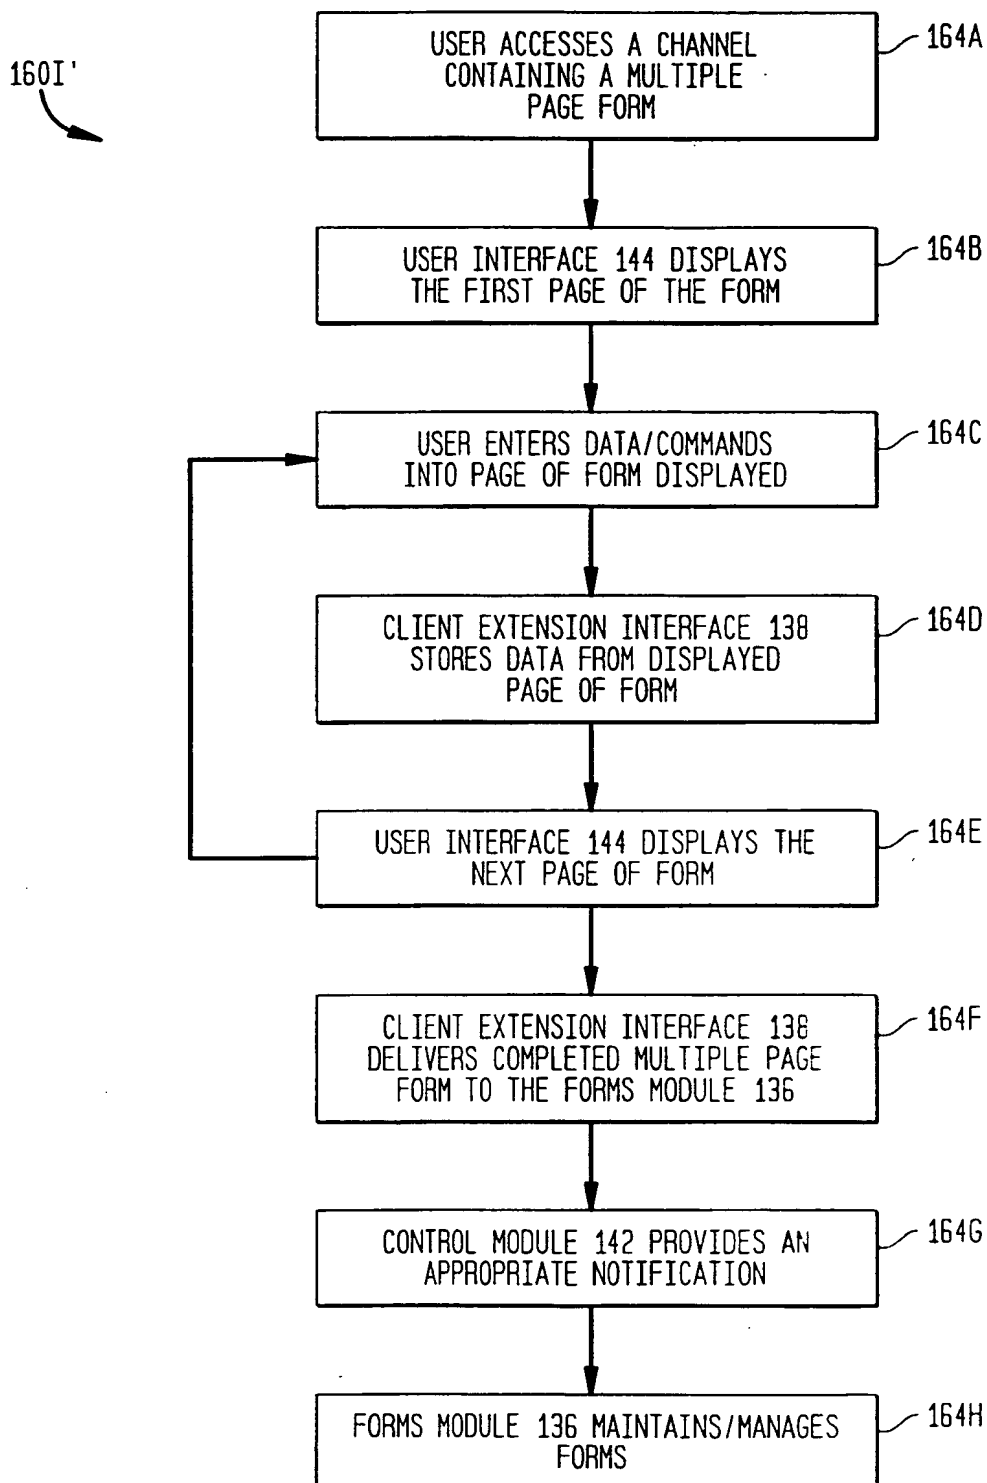 160I'
USER ACCESSES A CHANNEL
CONTAINING A MULTIPLE
PAGE FORM
164A
USER INTERFACE 144 DISPLAYS
THE FIRST PAGE OF THE FORM
164B
USER ENTERS DATA/COMMANDS
INTO PAGE OF FORM DISPLAYED
164C
CLIENT EXTENSION INTERFACE 138
STORES DATA FROM DISPLAYED
PAGE OF FORM
164D
USER INTERFACE 144 DISPLAYS THE
NEXT PAGE OF FORM
164E
CLIENT EXTENSION INTERFACE 138
DELIVERS COMPLETED MULTIPLE PAGE
FORM TO THE FORMS MODULE 136
164F
CONTROL MODULE 142 PROVIDES AN
APPROPRIATE NOTIFICATION
164G
FORMS MODULE 136 MAINTAINS/MANAGES
FORMS
164H